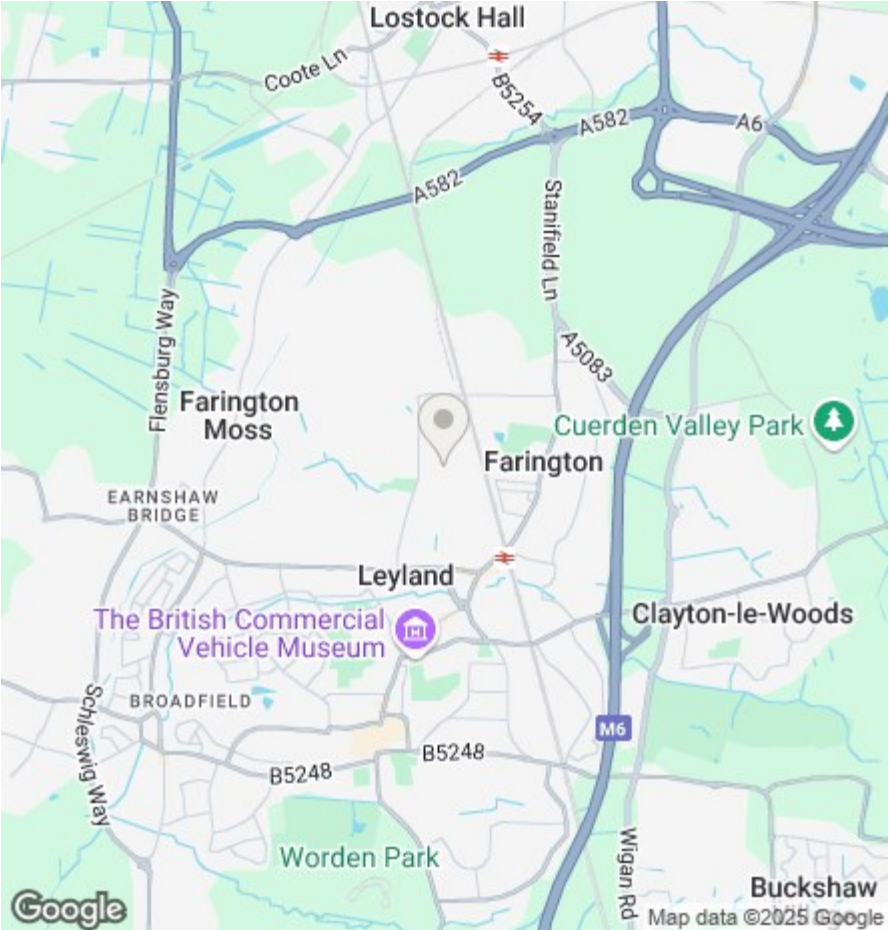 Lostock Hall
Coote Ln
B5254
A582
A6
A582
Stanifield Ln
Flensburg Way
A5083
Farington
Moss
Cuerden Valley Park
Farington
EARNSHAW
BRIDGE
Leyland
The British Commercial
Vehicle Museum
Clayton-le-Woods
BROADFIELD
Schleswig Way
M6
B5248
B5248
Wigan Rd
Worden Park
Buckshaw
Google
Map data ©2025 Google